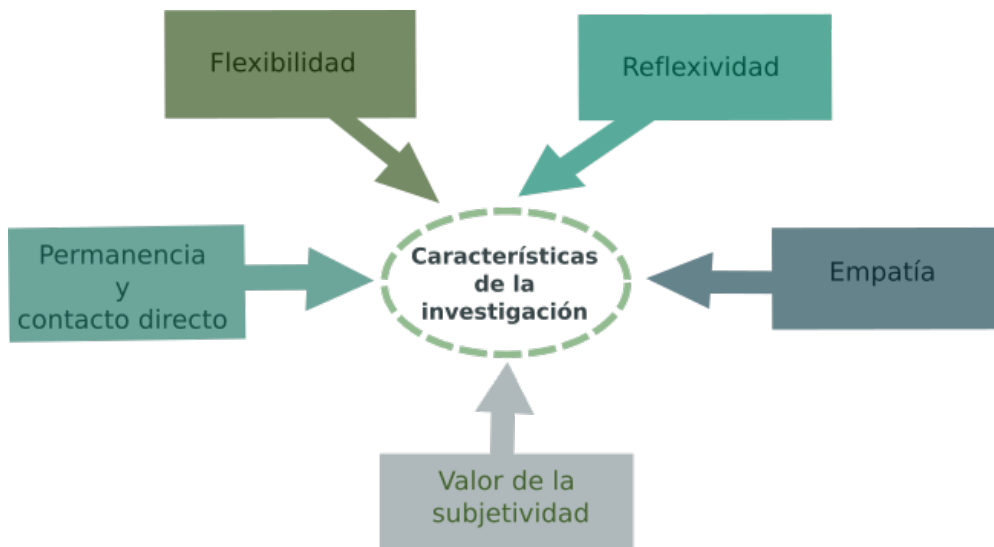 Flexibilidad
Reflexividad
Permanencia
y
contacto directo
Características
de la
investigación
Empatía
Valor de la
subjetividad